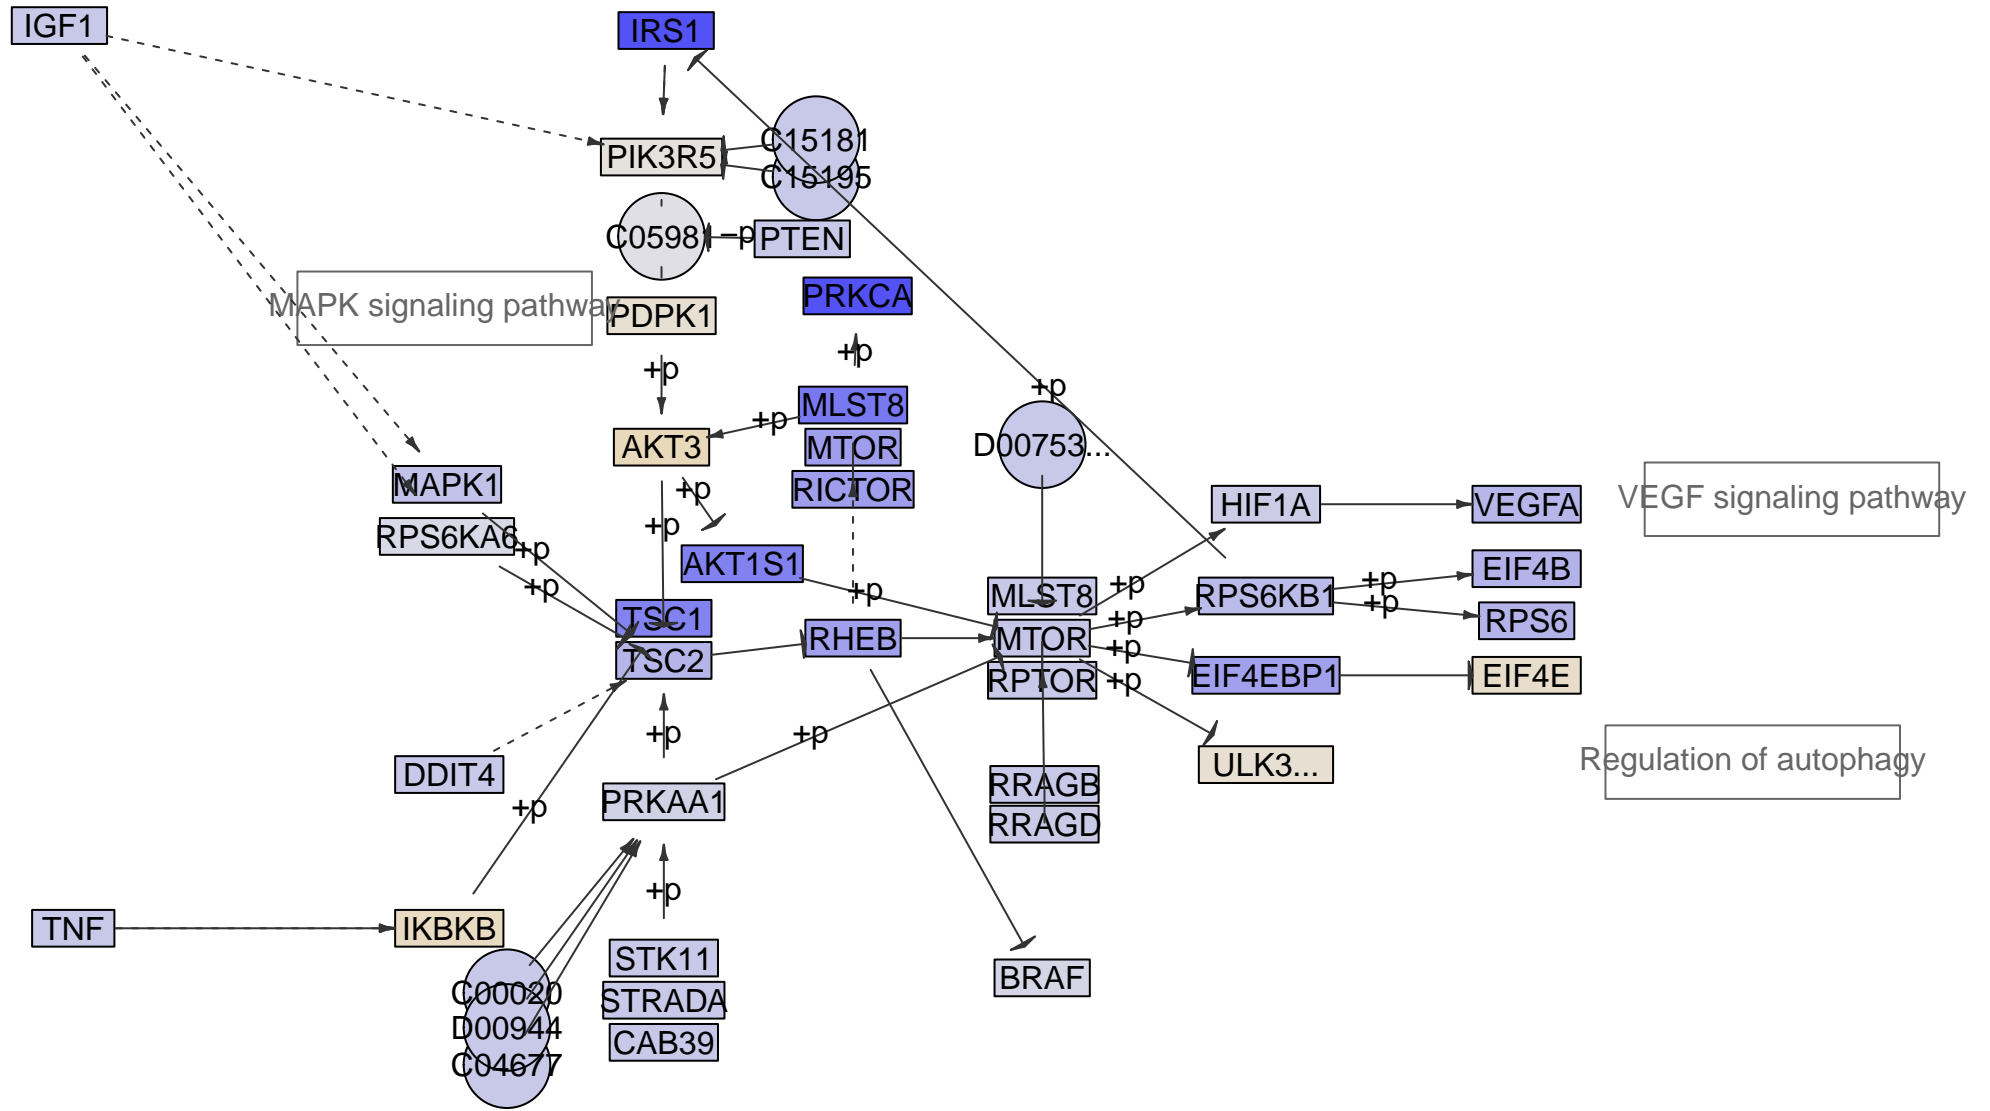 IGF1
IRS1
C15181
PIK3R5
C15195
C0598
−p
PTEN
PRKCA
MAPK signaling pathway
PDPK1
+p
+p
+p
MLST8
+p
AKT3
MTOR
D00753...
MAPK1
RICTOR
+p
HIF1A
VEGFA
VEGF signaling pathway
+p
RPS6KA6
+p
AKT1S1
EIF4B
+p
+p
+p
+p
MLST8
RPS6KB1
+p
TSC1
+p
RPS6
RHEB
MTOR
+p
TSC2
RPTOR
+p
EIF4EBP1
EIF4E
+p
+p
ULK3...
Regulation of autophagy
DDIT4
RRAGB
PRKAA1
+p
RRAGD
+p
TNF
IKBKB
STK11
BRAF
C00020
STRADA
D00944
CAB39
C04677